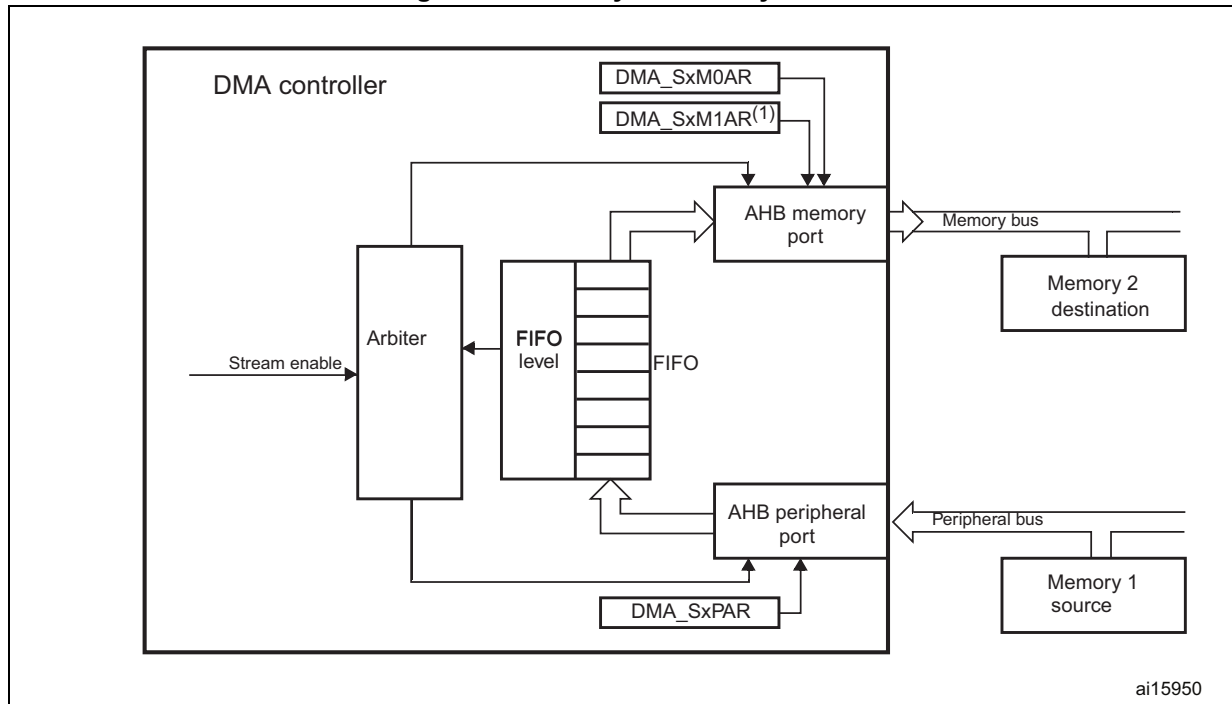 DMA controller
DMA_SxM0AR
DMA_SxM1AR(1)
AHB memory
port
Memory bus
Memory 2
destination
Arbiter
FIFO
level
FIFO
Stream enable
AHB peripheral
port
Peripheral bus
Memory 1
source
DMA_SxPAR
ai15950